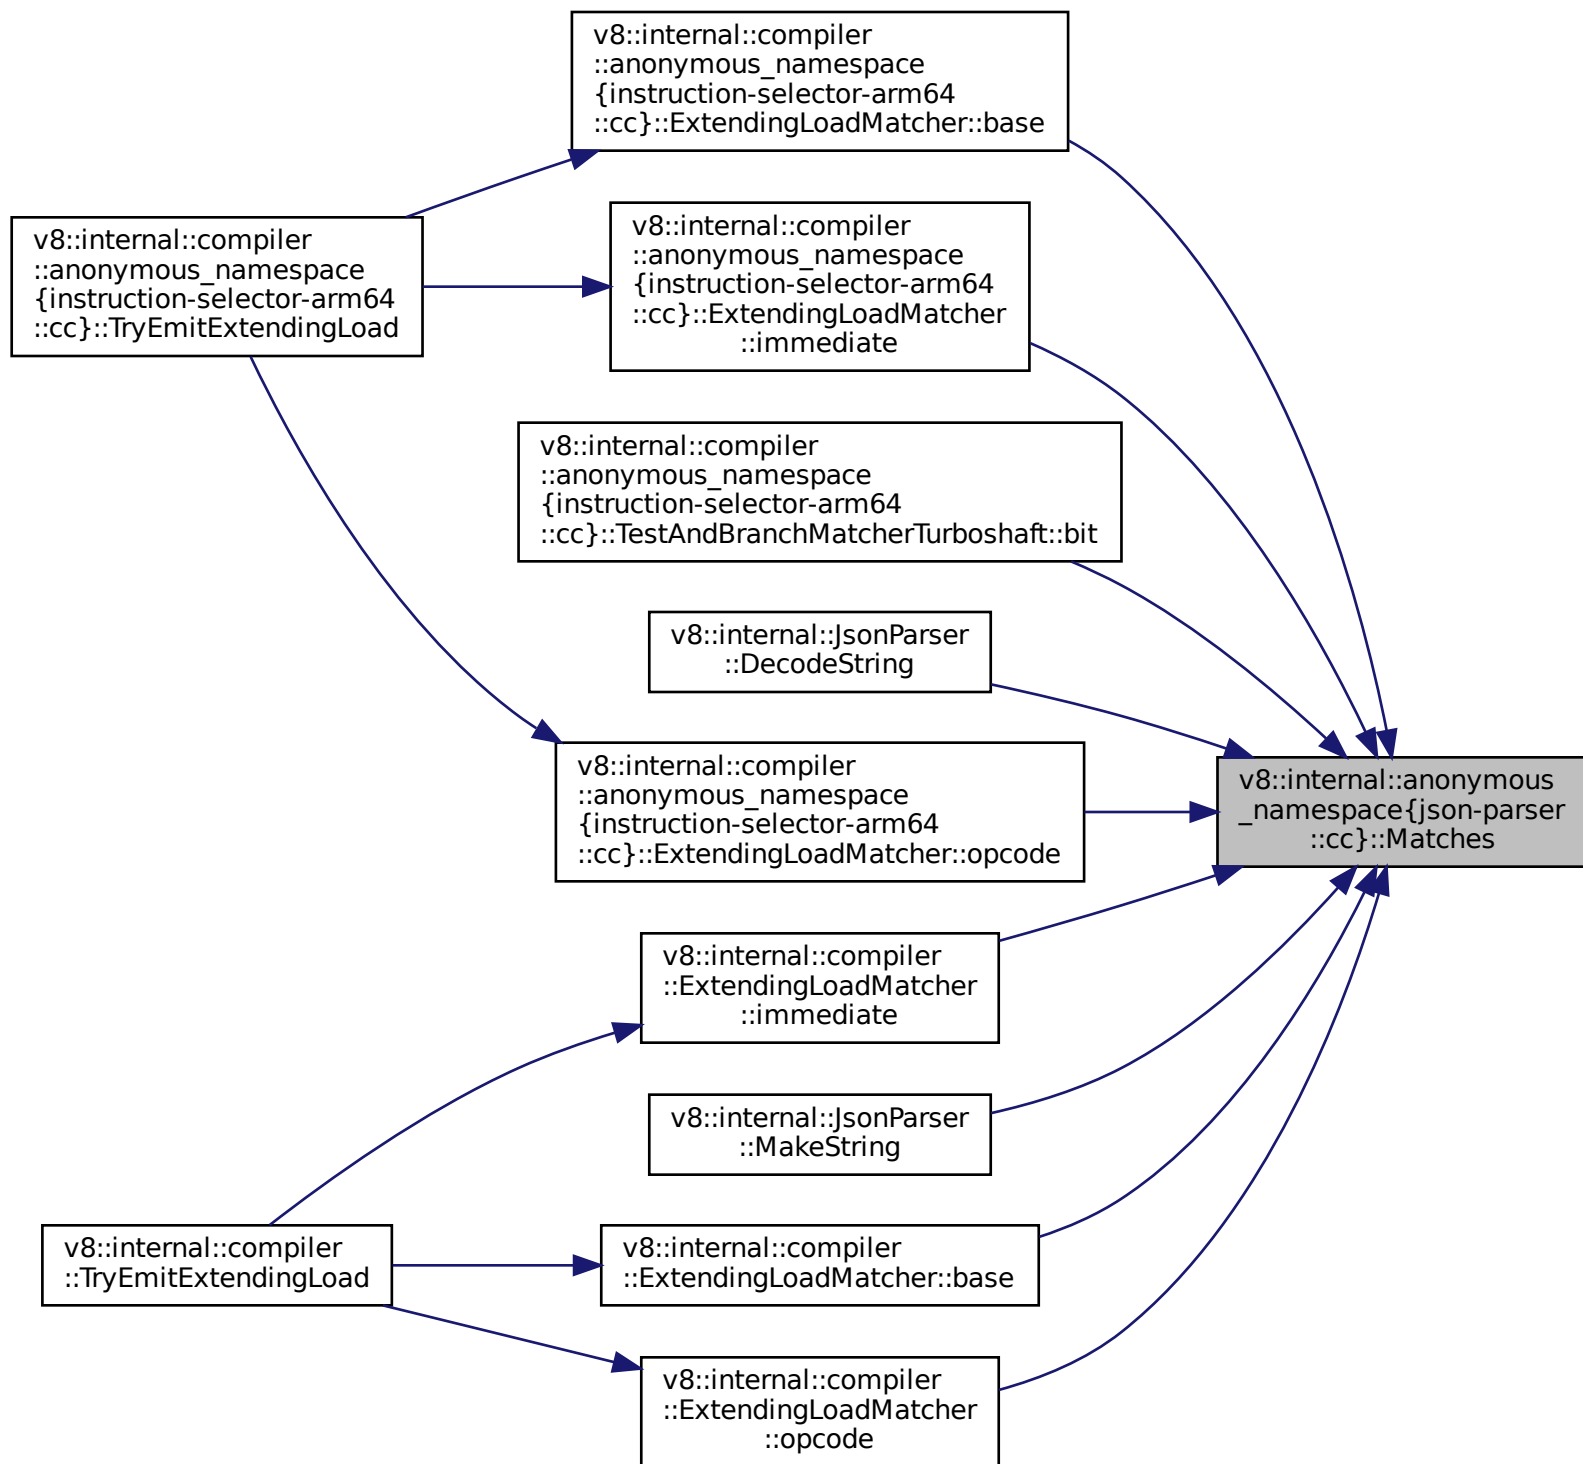 v8::internal::compiler
::anonymous_namespace
{instruction-selector-arm64
::cc}::ExtendingLoadMatcher::base
v8::internal::compiler
::anonymous_namespace
{instruction-selector-arm64
::cc}::TryEmitExtendingLoad
v8::internal::compiler
::anonymous_namespace
{instruction-selector-arm64
::cc}::ExtendingLoadMatcher
::immediate
v8::internal::compiler
::anonymous_namespace
{instruction-selector-arm64
::cc}::TestAndBranchMatcherTurboshaft::bit
v8::internal::JsonParser
::DecodeString
v8::internal::compiler
::anonymous_namespace
{instruction-selector-arm64
::cc}::ExtendingLoadMatcher::opcode
v8::internal::anonymous
_namespace{json-parser
::cc}::Matches
v8::internal::compiler
::ExtendingLoadMatcher
::immediate
v8::internal::JsonParser
::MakeString
v8::internal::compiler
::TryEmitExtendingLoad
v8::internal::compiler
::ExtendingLoadMatcher::base
v8::internal::compiler
::ExtendingLoadMatcher
::opcode